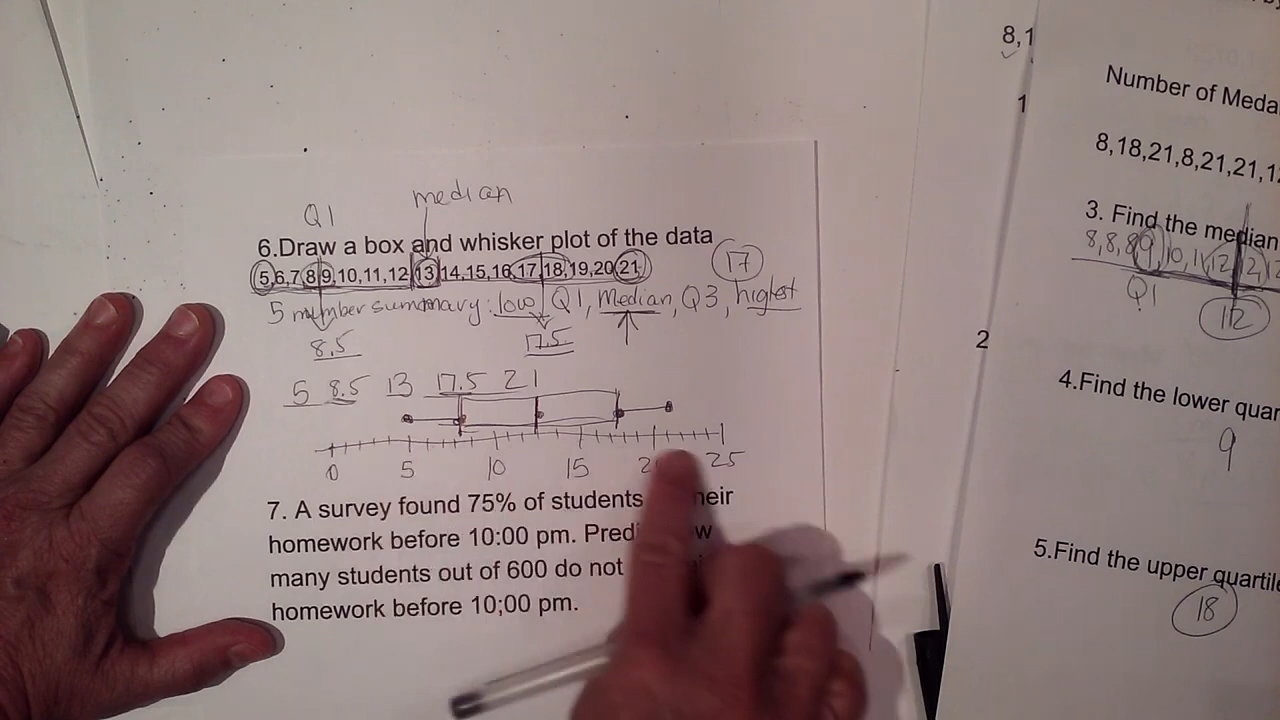 Q1 median
6.Draw a box and whisker plot of the data
5,6,7 8 9,10,11,12 13 14,15,16,17,18,19,20,21 17
5 number summary: low, Q1, Median, Q3, highest
8.5 17.5
5 8.5 13 17.5 21
0 5 10 15 25
7. A survey found 75% of students
homework before 10:00 pm.
many students out of 600 do not
homework before 10;00 pm.
8,1
1
2
Number of Meda
8,18,21,8,21,21,12
3. Find the median
Q1
12
4.Find the lower quar
9
5.Find the upper quartile
18